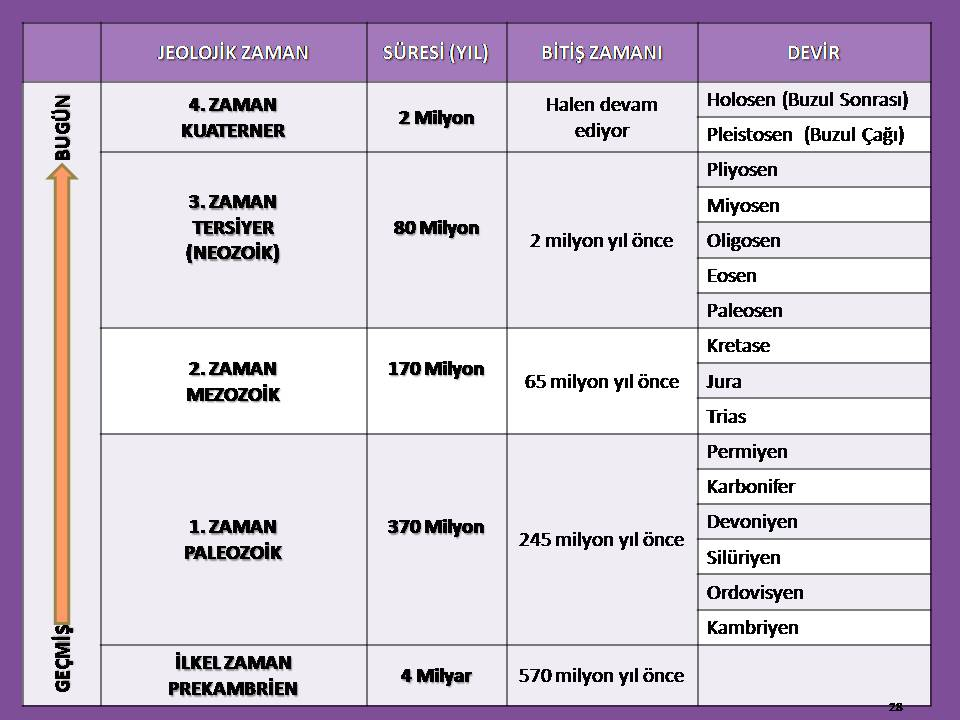 JEOLOJİK ZAMAN
SÜRESİ (YIL)
BİTİŞ ZAMANI
DEVİR
BUGÜN
GEÇMİŞ
4. ZAMAN
KUATERNER
2 Milyon
Halen devam
ediyor
Holosen (Buzul Sonrası)
Pleistosen (Buzul Çağı)
3. ZAMAN
TERSİYER
(NEOZOİK)
80 Milyon
2 milyon yıl önce
Pliyosen
Miyosen
Oligosen
Eosen
Paleosen
2. ZAMAN
MEZOZOİK
170 Milyon
65 milyon yıl önce
Kretase
Jura
Trias
1. ZAMAN
PALEOZOİK
370 Milyon
245 milyon yıl önce
Permiyen
Karbonifer
Devoniyen
Silüriyen
Ordovisyen
Kambriyen
İLKEL ZAMAN
PREKAMBRİEN
4 Milyar
570 milyon yıl önce
28